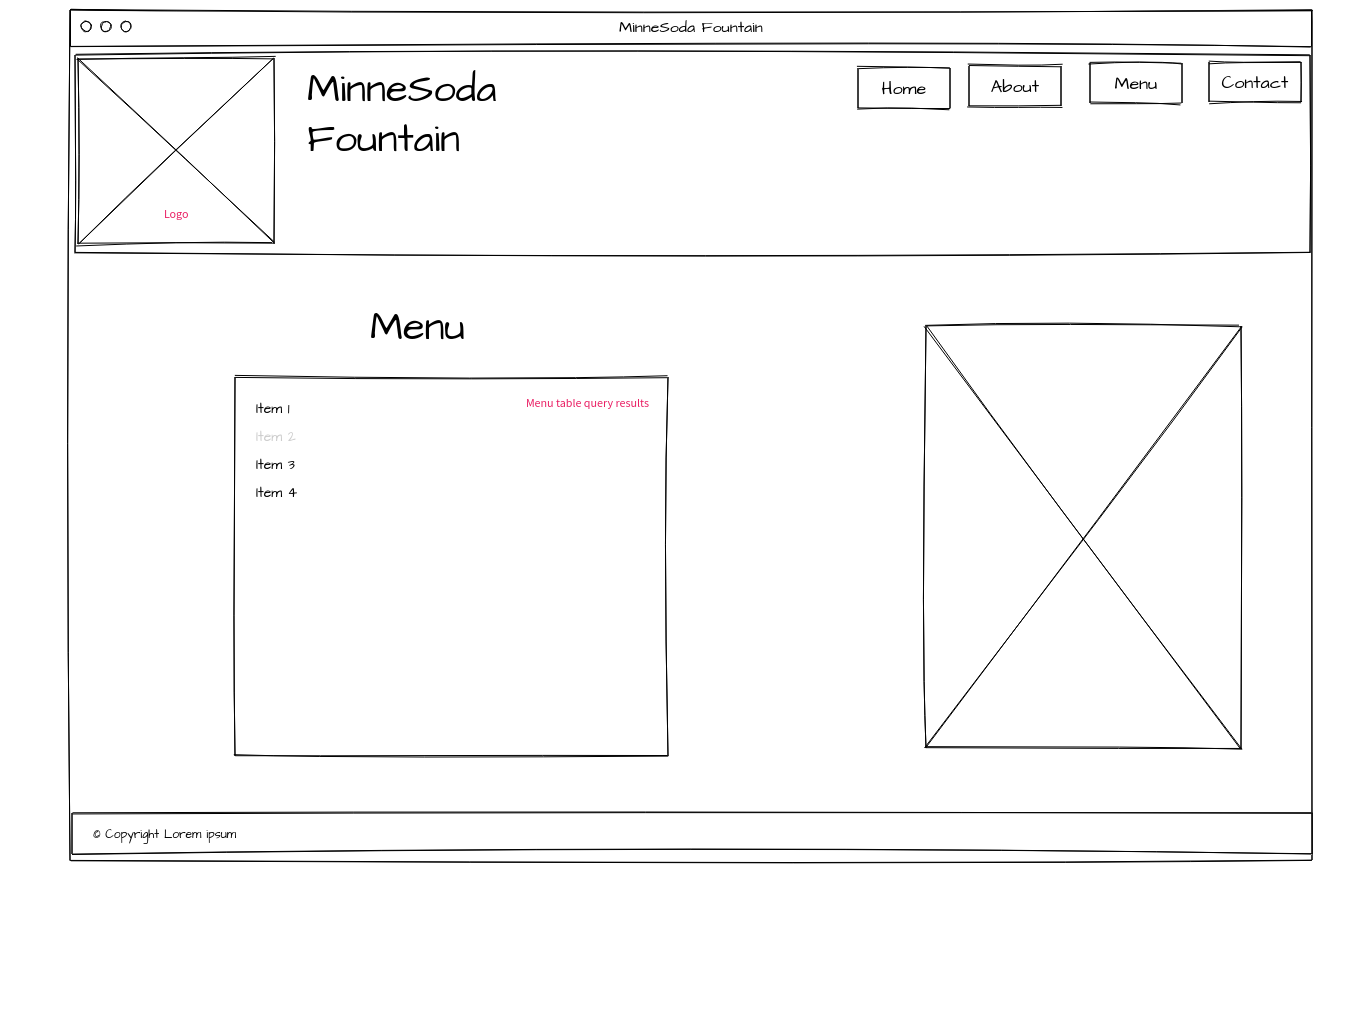 MinneSoda Fountain
MinneSoda
Fountain
Home
About
Menu
Contact
Logo
Menu
Menu table query results
Item 1
Item 2
Item 3
Item 4
© Copyright Lorem ipsum